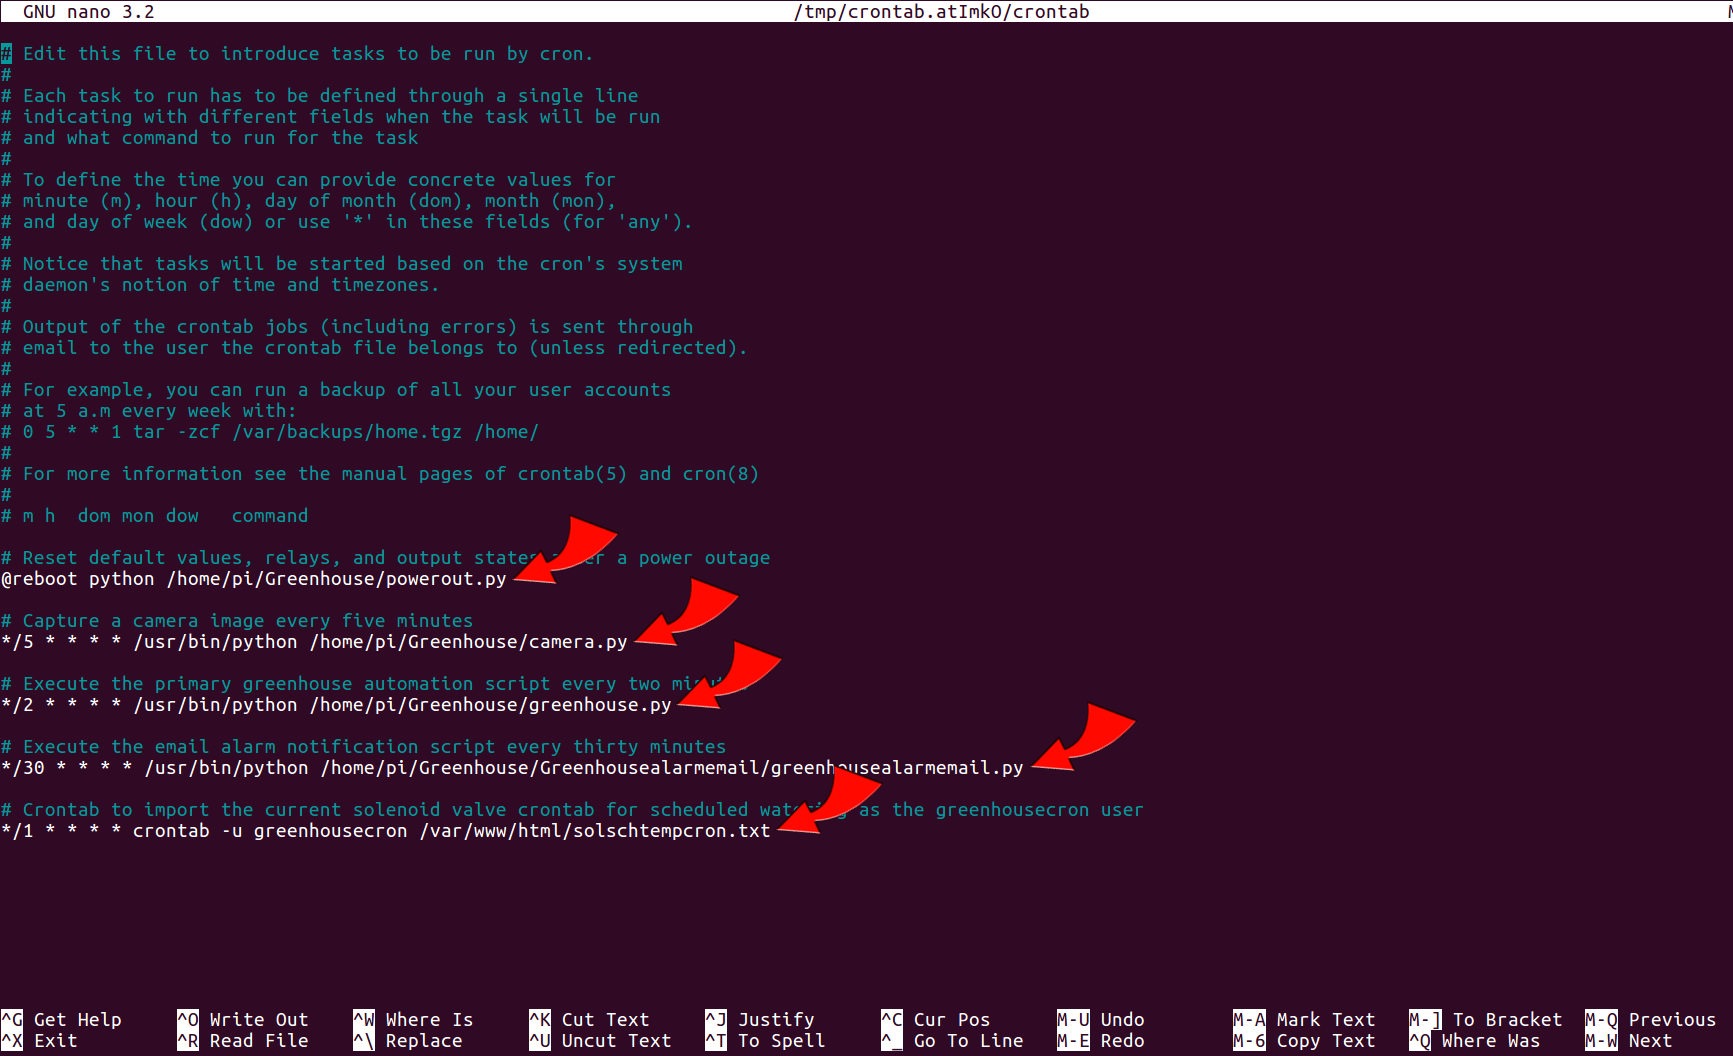 GNU nano 3.2 /tmp/crontab.atImkO/crontab
# Edit this file to introduce tasks to be run by cron.
#
# Each task to run has to be defined through a single line
# indicating with different fields when the task will be run
# and what command to run for the task
#
# To define the time you can provide concrete values for
# minute (m), hour (h), day of month (dom), month (mon),
# and day of week (dow) or use '*' in these fields (for 'any').
#
# Notice that tasks will be started based on the cron's system
# daemon's notion of time and timezones.
#
# Output of the crontab jobs (including errors) is sent through
# email to the user the crontab file belongs to (unless redirected).
#
# For example, you can run a backup of all your user accounts
# at 5 a.m every week with:
# 0 5 * * 1 tar -zcf /var/backups/home.tgz /home/
#
# For more information see the manual pages of crontab(5) and cron(8)
#
# m h  dom mon dow   command
# Reset default values, relays, and output states after a power outage
@reboot python /home/pi/Greenhouse/powerout.py
# Capture a camera image every five minutes
*/5 * * * * /usr/bin/python /home/pi/Greenhouse/camera.py
# Execute the primary greenhouse automation script every two minutes
*/2 * * * * /usr/bin/python /home/pi/Greenhouse/greenhouse.py
# Execute the email alarm notification script every thirty minutes
*/30 * * * * /usr/bin/python /home/pi/Greenhouse/Greenhousealarmemail/greenhousealarmemail.py
# Crontab to import the current solenoid valve crontab for scheduled watering as the greenhousecron user
*/1 * * * * crontab -u greenhousecron /var/www/html/solschtempcron.txt
^G Get Help ^O Write Out ^W Where Is ^K Cut Text ^J Justify ^C Cur Pos M-U Undo M-A Mark Text M-] To Bracket M-Q Previous
^X Exit ^R Read File ^\ Replace ^U Uncut Text ^T To Spell ^_ Go To Line M-E Redo M-6 Copy Text ^Q Where Was M-W Next